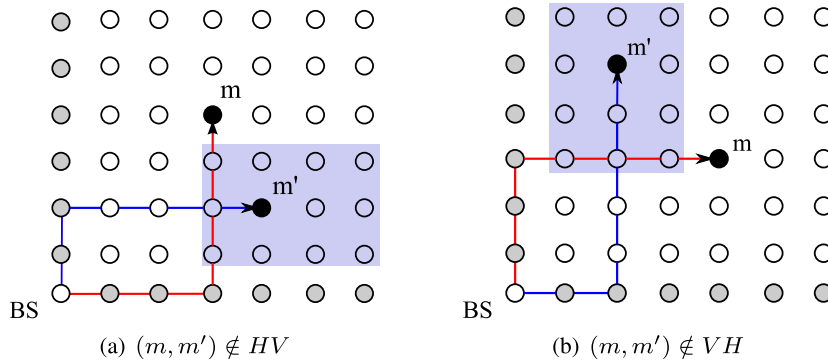 m
m'
BS
(a) (m, m′) ∉ HV
m'
m
BS
(b) (m, m′) ∉ VH